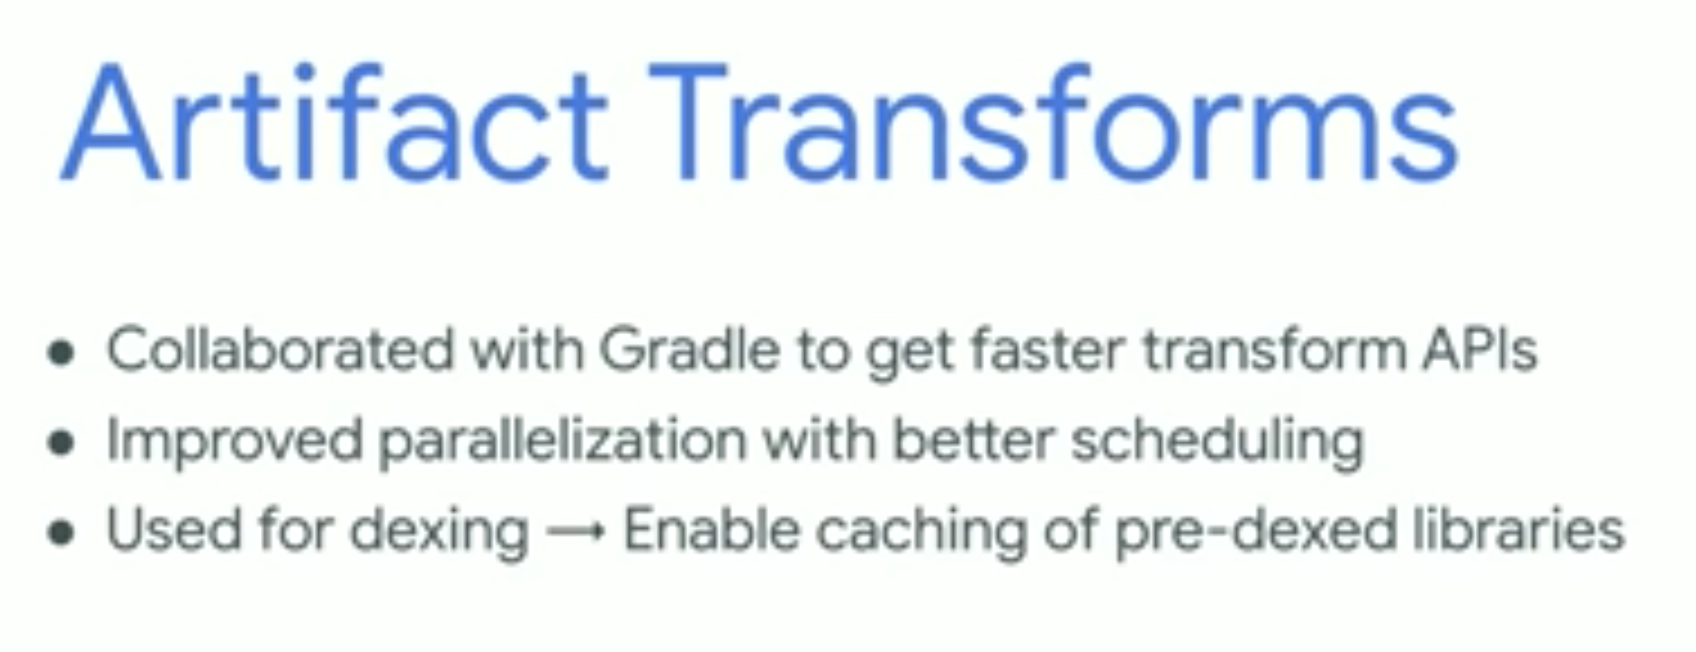 Artifact Transforms
● Collaborated with Gradle to get faster transform APIs
● Improved parallelization with better scheduling
● Used for dexing → Enable caching of pre-dexed libraries